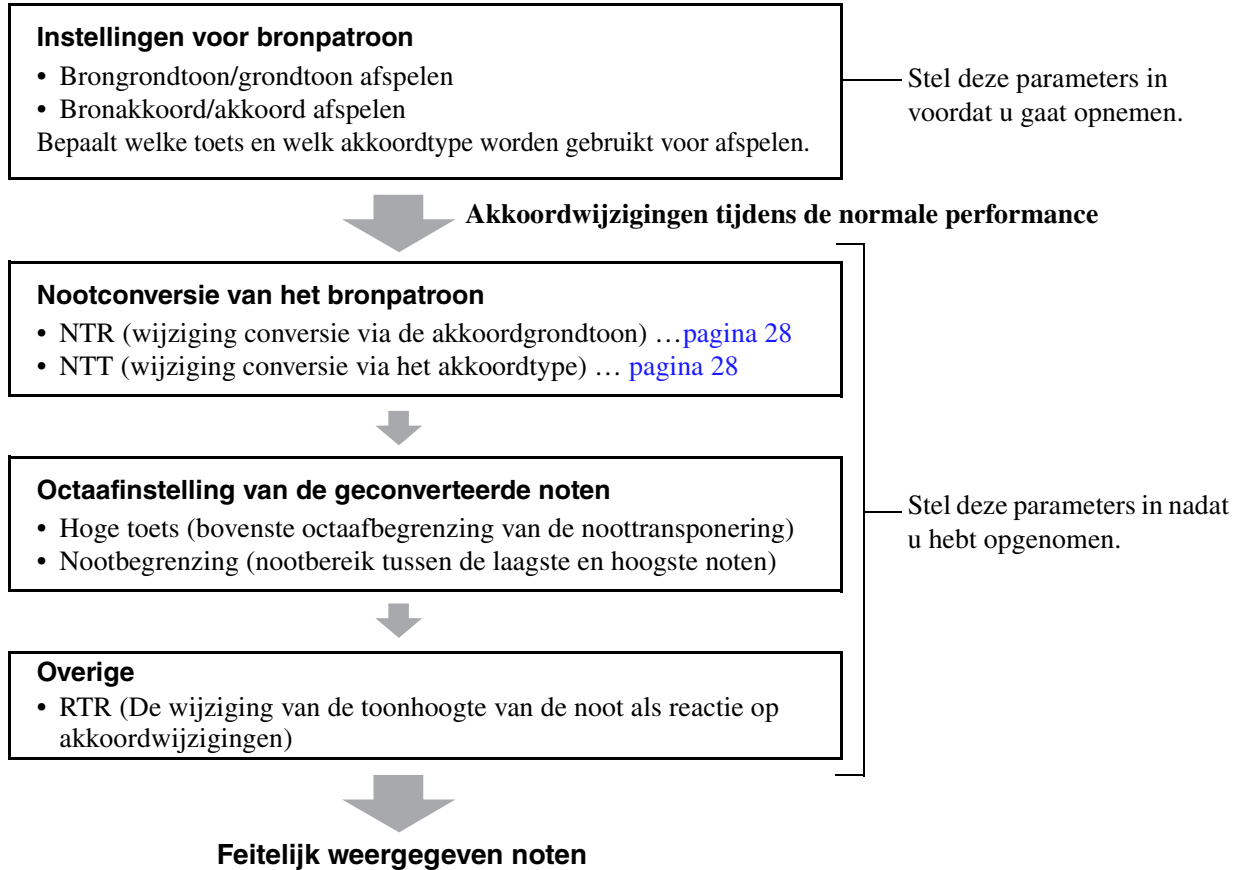 Instellingen voor bronpatroon
• Brongrondtoon/grondtoon afspelen
• Bronakkoord/akkoord afspelen
Bepaalt welke toets en welk akkoordtype worden gebruikt voor afspelen.
Stel deze parameters in
voordat u gaat opnemen.
Akkoordwijzigingen tijdens de normale performance
Nootconversie van het bronpatroon
• NTR (wijziging conversie via de akkoordgrondtoon) …pagina 28
• NTT (wijziging conversie via het akkoordtype) … pagina 28
Octaafinstelling van de geconverteerde noten
• Hoge toets (bovenste octaafbegrenzing van de noottransponering)
• Nootbegrenzing (nootbereik tussen de laagste en hoogste noten)
Stel deze parameters in nadat
u hebt opgenomen.
Overige
• RTR (De wijziging van de toonhoogte van de noot als reactie op
akkoordwijzigingen)
Feitelijk weergegeven noten